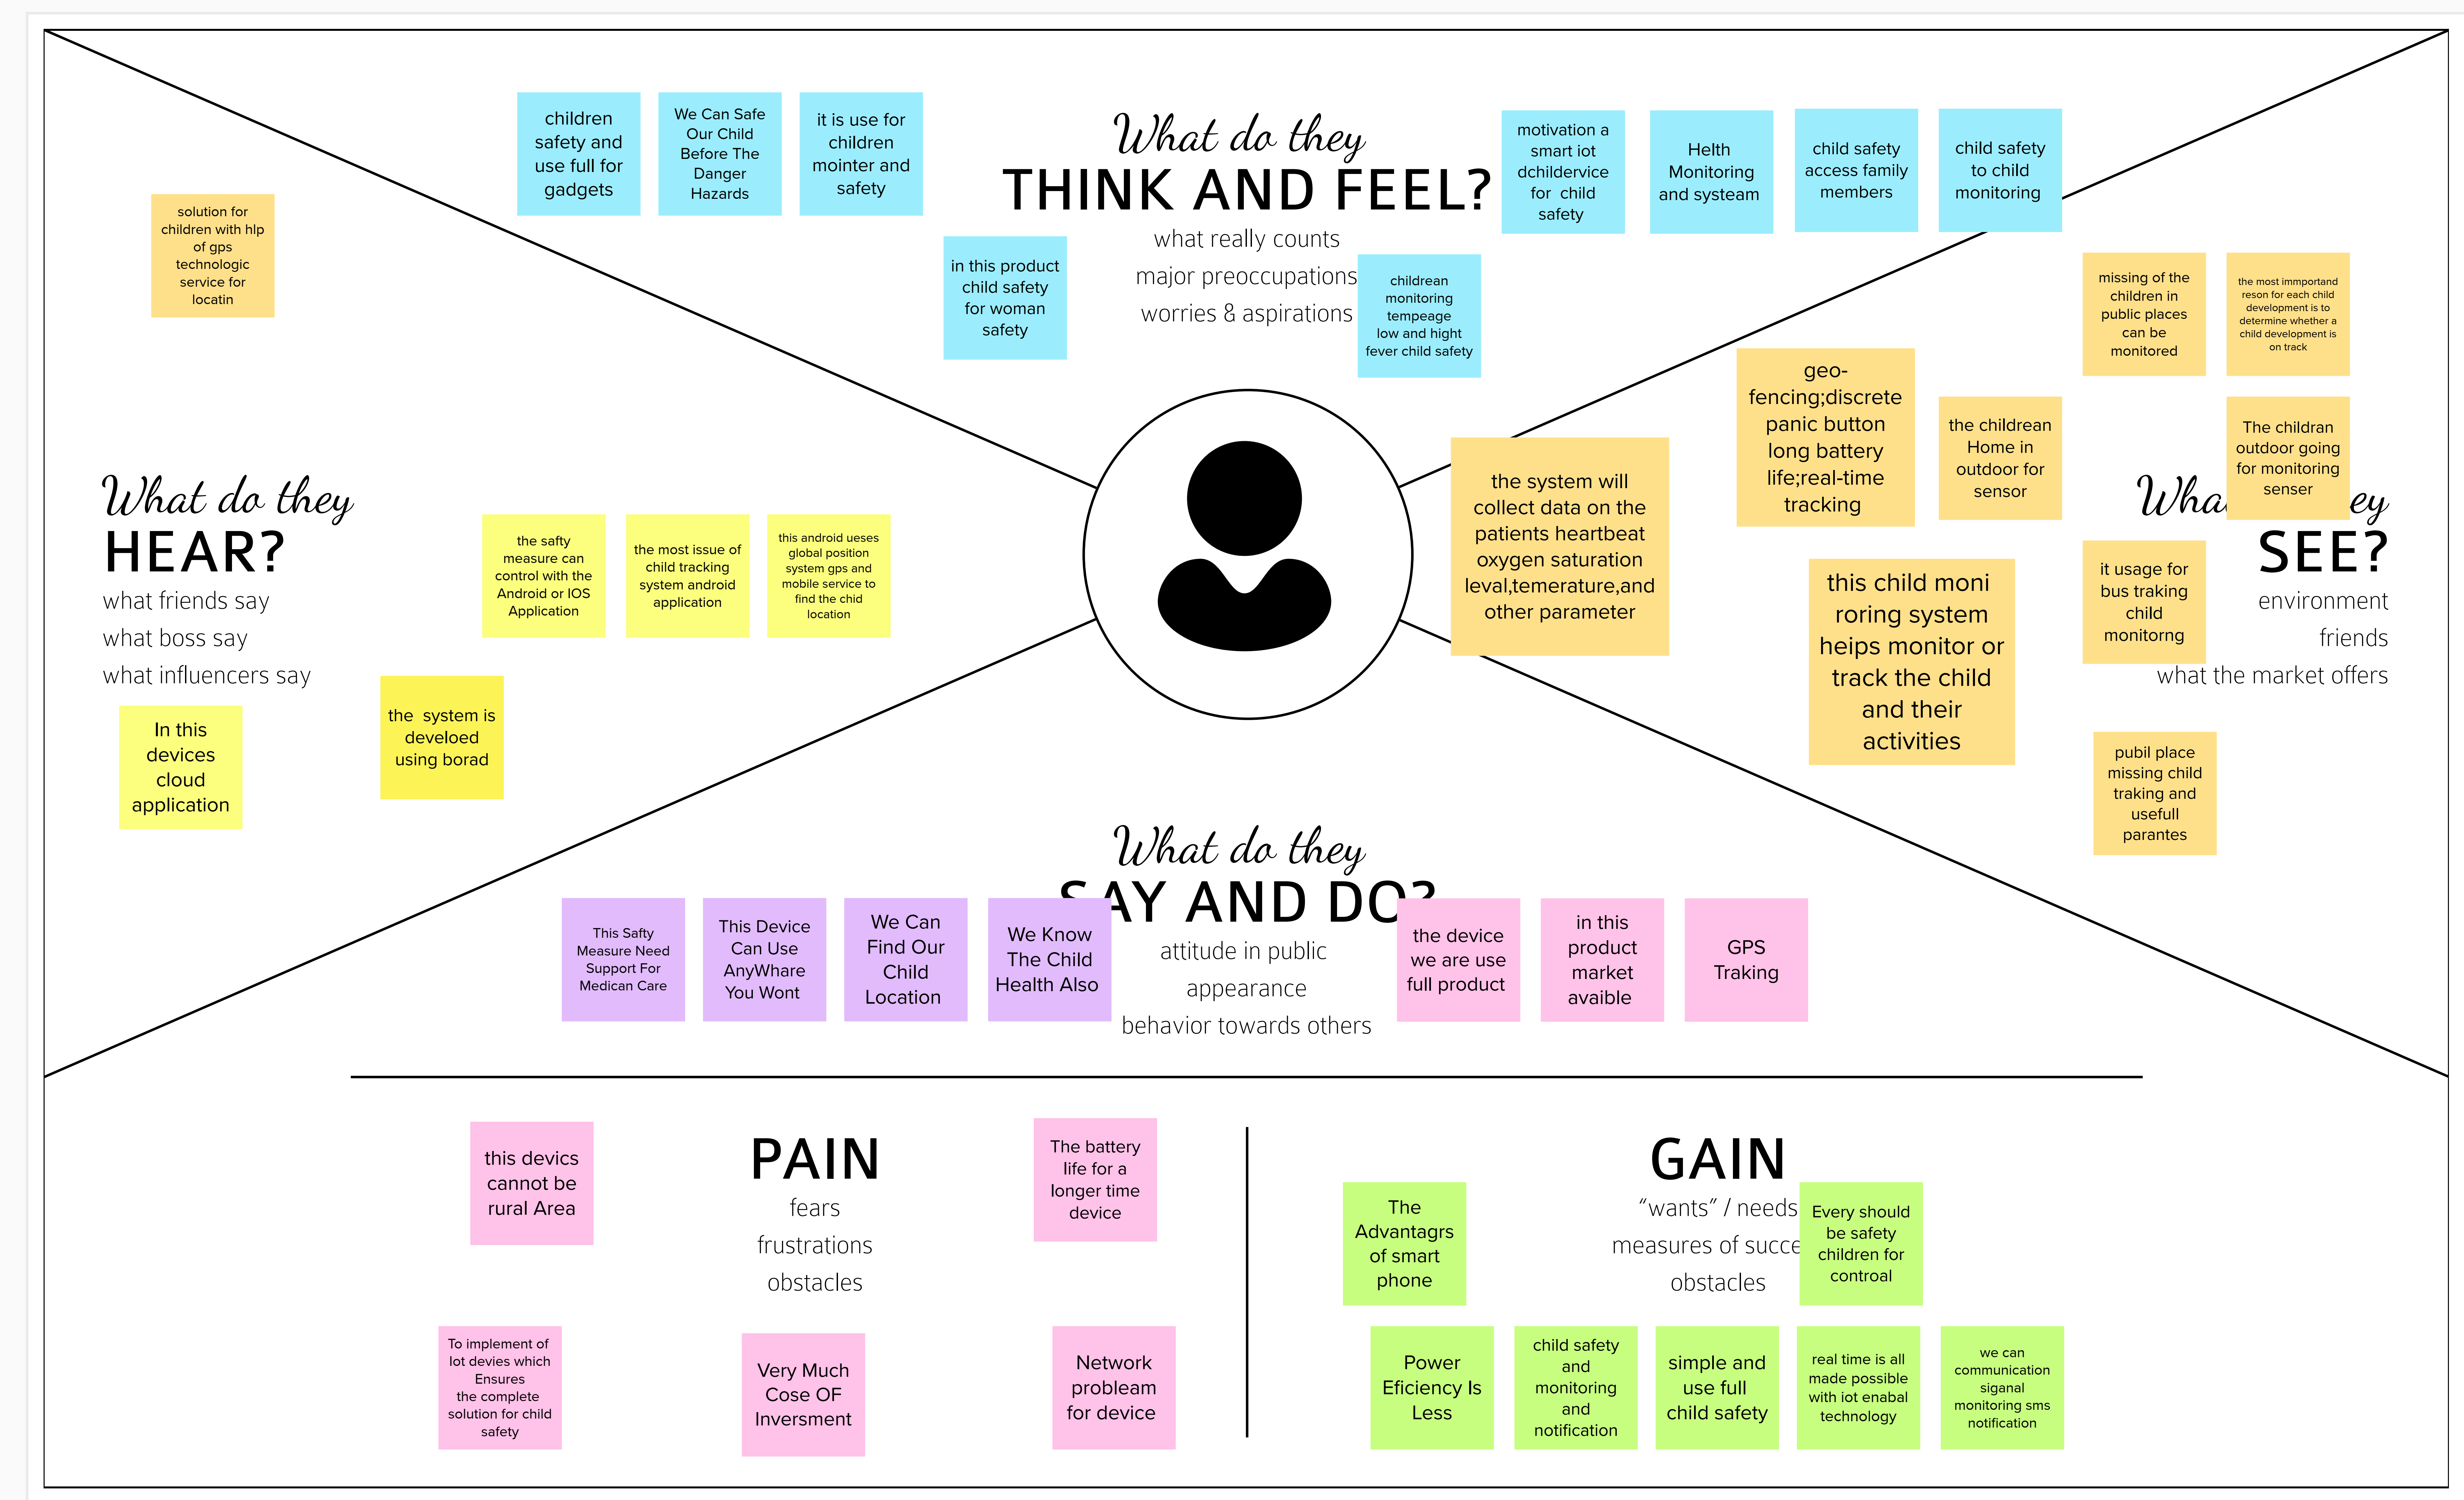 What do they
THINK AND FEEL?
what really counts
major preoccupations
worries & aspirations
children
safety and
use full for
gadgets
We Can Safe
Our Child
Before The
Danger
Hazards
it is use for
children
mointer and
safety
in this product
child safety
for woman
safety
childrean
monitoring
tempeage
low and hight
fever child safety
motivation a
smart iot
dchildervice
for child
safety
Helth
Monitoring
and systeam
child safety
access family
members
child safety
to child
monitoring
solution for
children with hlp
of gps
technologic
service for
locatin
What do they
HEAR?
what friends say
what boss say
what influencers say
the safty
measure can
control with the
Android or IOS
Application
the most issue of
child tracking
system android
application
this android ueses
global position
system gps and
mobile service to
find the chid
location
In this
devices
cloud
application
the system is
develoed
using borad
missing of the
children in
public places
can be
monitored
the most immportand
reson for each child
development is to
determine whether a
child development is
on track
geo-
fencing;discrete
panic button
long battery
life;real-time
tracking
the childrean
Home in
outdoor for
sensor
The childran
outdoor going
for monitoring
senser
the system will
collect data on the
patients heartbeat
oxygen saturation
leval,temerature,and
other parameter
SEE?
environment
friends
what the market offers
this child moni
roring system
heips monitor or
track the child
and their
activities
it usage for
bus traking
child
monitorng
pubil place
missing child
traking and
usefull
parantes
What do they
SAY AND DO?
attitude in public
appearance
behavior towards others
This Safty
Measure Need
Support For
Medican Care
This Device
Can Use
AnyWhare
You Wont
We Can
Find Our
Child
Location
We Know
The Child
Health Also
the device
we are use
full product
in this
product
market
avaible
GPS
Traking
PAIN
fears
frustrations
obstacles
this devics
cannot be
rural Area
The battery
life for a
longer time
device
To implement of
Iot devies which
Ensures
the complete
solution for child
safety
Very Much
Cose OF
Inversment
Network
probleam
for device
GAIN
“wants” / needs
measures of succe
obstacles
The
Advantagrs
of smart
phone
Every should
be safety
children for
controal
Power
Eficiency Is
Less
child safety
and
monitoring
and
notification
simple and
use full
child safety
real time is all
made possible
with iot enabal
technology
we can
communication
siganal
monitoring sms
notification